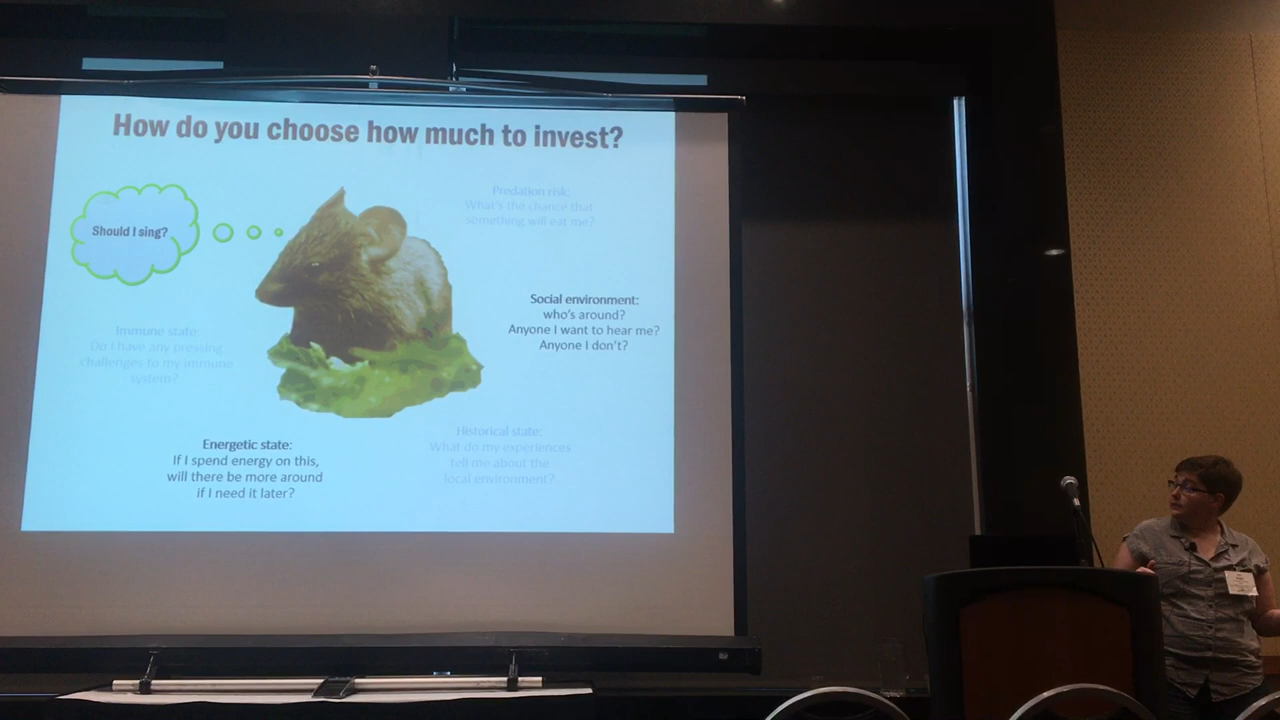 How do you choose how much to invest?
Should I sing?
Predation risk:
What's the chance that
something will eat me?
Social environment:
who's around?
Anyone I want to hear me?
Anyone I don't?
Immune state:
Do I have any pressing
challenges to my immune
system?
Energetic state:
If I spend energy on this,
will there be more around
if I need it later?
Historical state:
What do my experiences
tell me about the
local environment?